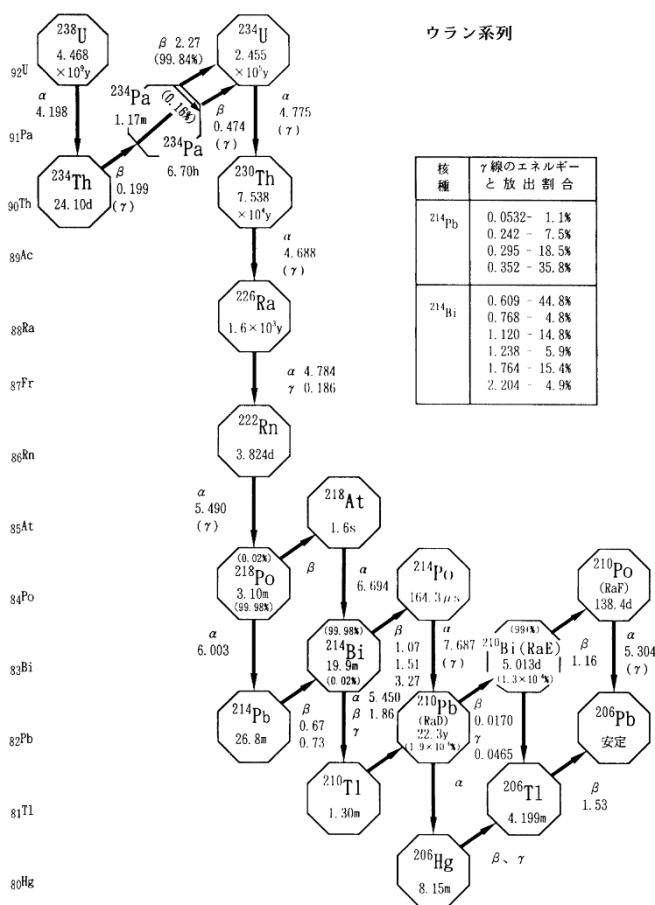 ウラン系列
²³⁸U
4.468
×10⁹y
²³⁴U
2.455
×10⁵y
β 2.27
(99.84%)
₉₂U
α
4.198
²³⁴Pa
1.17m
(0.16%)
²³⁴Pa
6.70h
β
0.474
(γ)
α
4.775
(γ)
₉₁Pa
²³⁴Th
24.10d
β
0.199
(γ)
²³⁰Th
7.538
×10⁴y
₉₀Th
α
4.688
(γ)
₈₉Ac
²²⁶Ra
1.6×10³y
₈₈Ra
α 4.784
γ 0.186
₈₇Fr
²²²Rn
3.824d
₈₆Rn
α
5.490
(γ)
²¹⁸At
1.6s
₈₅At
(0.02%)
²¹⁸Po
3.10m
(99.98%)
β
α
6.694
²¹⁴Po
164.3μs
²¹⁰Po
(RaF)
138.4d
₈₄Po
α
6.003
(99.98%)
²¹⁴Bi
19.9m
(0.02%)
β
1.07
1.51
3.27
α
7.687
(γ)
²¹⁰Bi(RaE)
5.013d
β
1.16
α
5.304
(γ)
₈₃Bi
²¹⁴Pb
26.8m
β
0.67
0.73
α 5.450
β 1.86
γ
²¹⁰Pb
(RaD)
22.3y
β
0.0170
γ
0.0465
²⁰⁶Pb
安定
₈₂Pb
²¹⁰Tl
1.30m
α
²⁰⁶Tl
4.199m
β
1.53
₈₁Tl
²⁰⁶Hg
8.15m
β、γ
₈₀Hg
核種
γ線のエネルギー
と放出割合
²¹⁴Pb
0.0532- 1.1%
0.242 - 7.5%
0.295 - 18.5%
0.352 - 35.8%
²¹⁴Bi
0.609 - 44.8%
0.768 - 4.8%
1.120 - 14.8%
1.238 - 5.9%
1.764 - 15.4%
2.204 - 4.9%